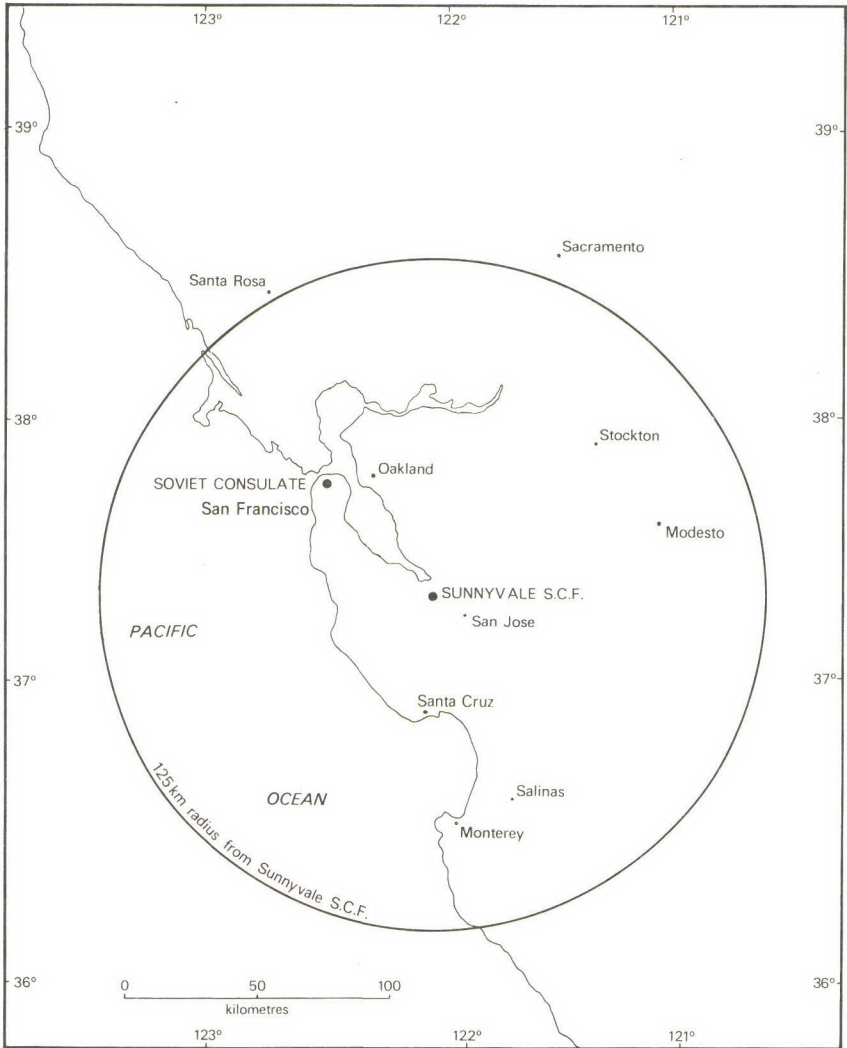 123°
122°
121°
39°
39°
Sacramento
Santa Rosa
38°
38°
Stockton
Oakland
SOVIET CONSULATE
San Francisco
Modesto
SUNNYVALE S.C.F.
San Jose
PACIFIC
37°
37°
Santa Cruz
OCEAN
Salinas
Monterey
125km radius from Sunnyvale S.C.F.
36°
36°
0 50 100
kilometres
123°
122°
121°